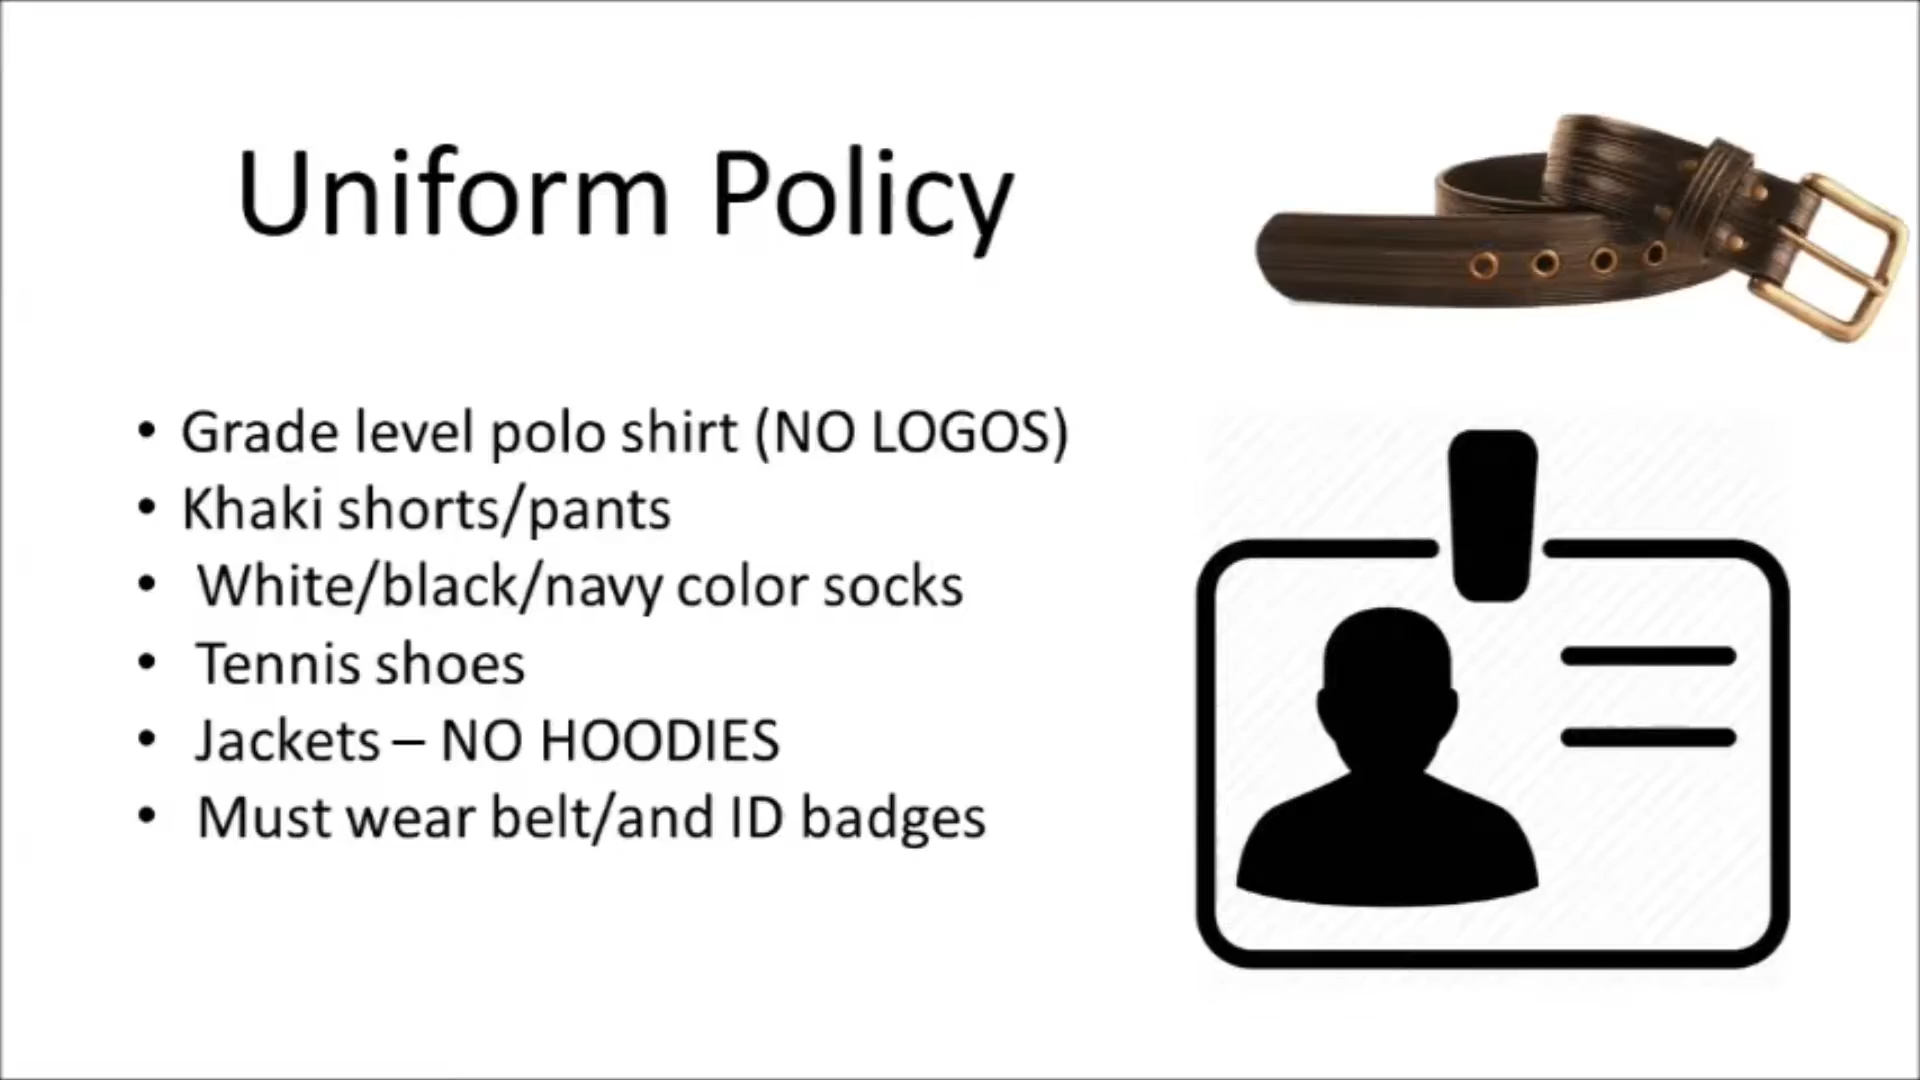 Uniform Policy
• Grade level polo shirt (NO LOGOS)
• Khaki shorts/pants
• White/black/navy color socks
• Tennis shoes
• Jackets – NO HOODIES
• Must wear belt/and ID badges